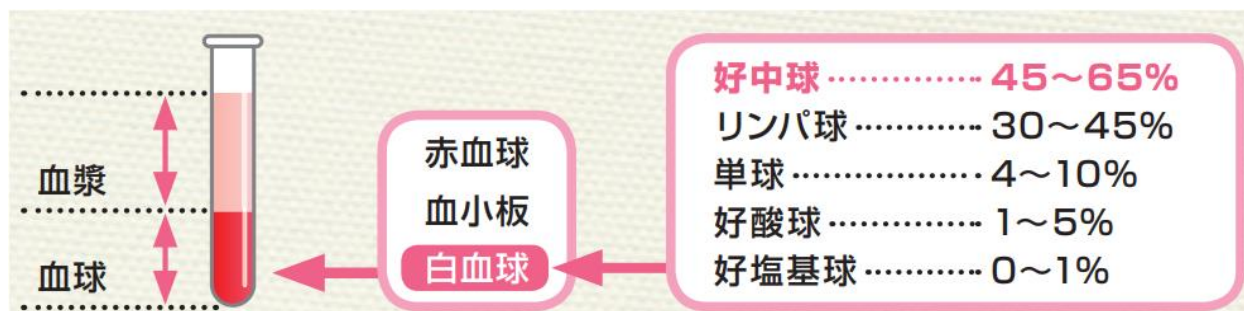 血漿
血球
赤血球
血小板
白血球
好中球…………… 45〜65%
リンパ球………… 30〜45%
単球……………… 4〜10%
好酸球…………… 1〜5%
好塩基球………… 0〜1%